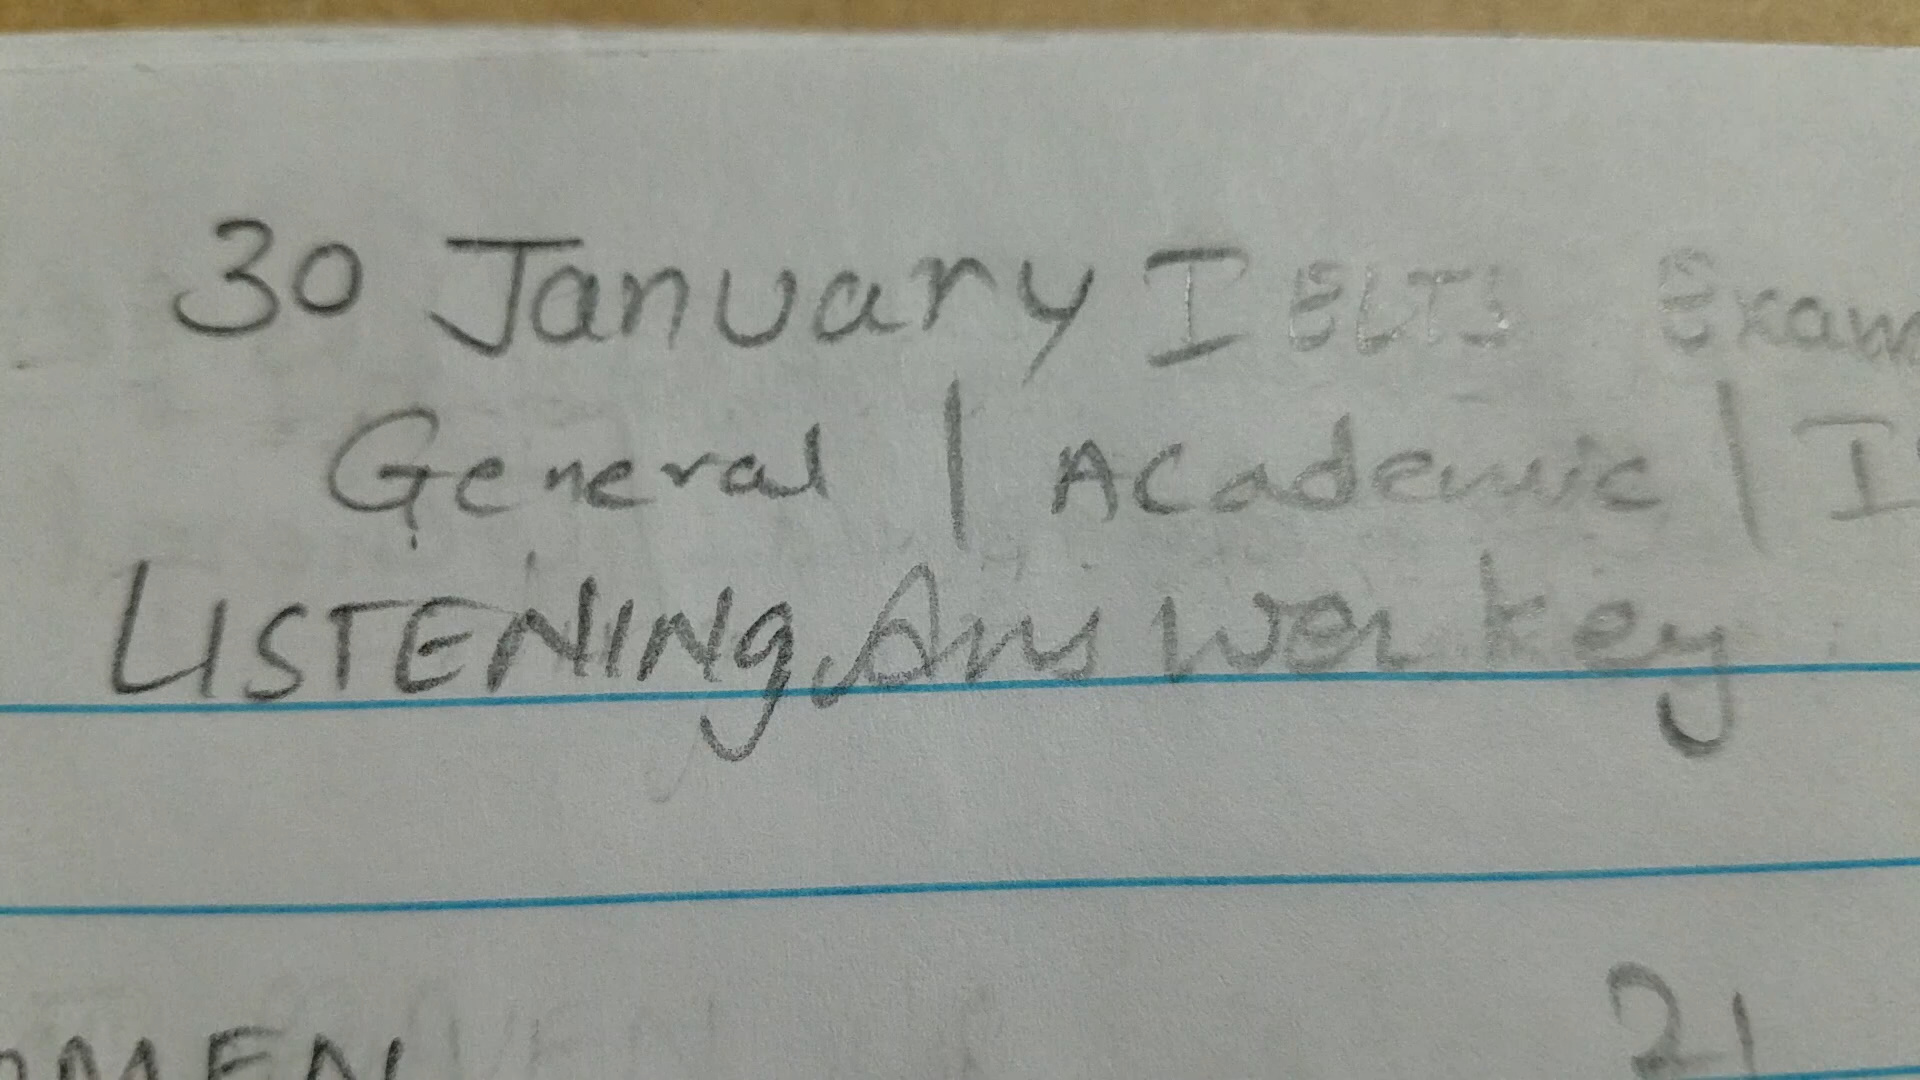 30 January IELTS Exam
General | Academic | I
LISTENING Answer key
21